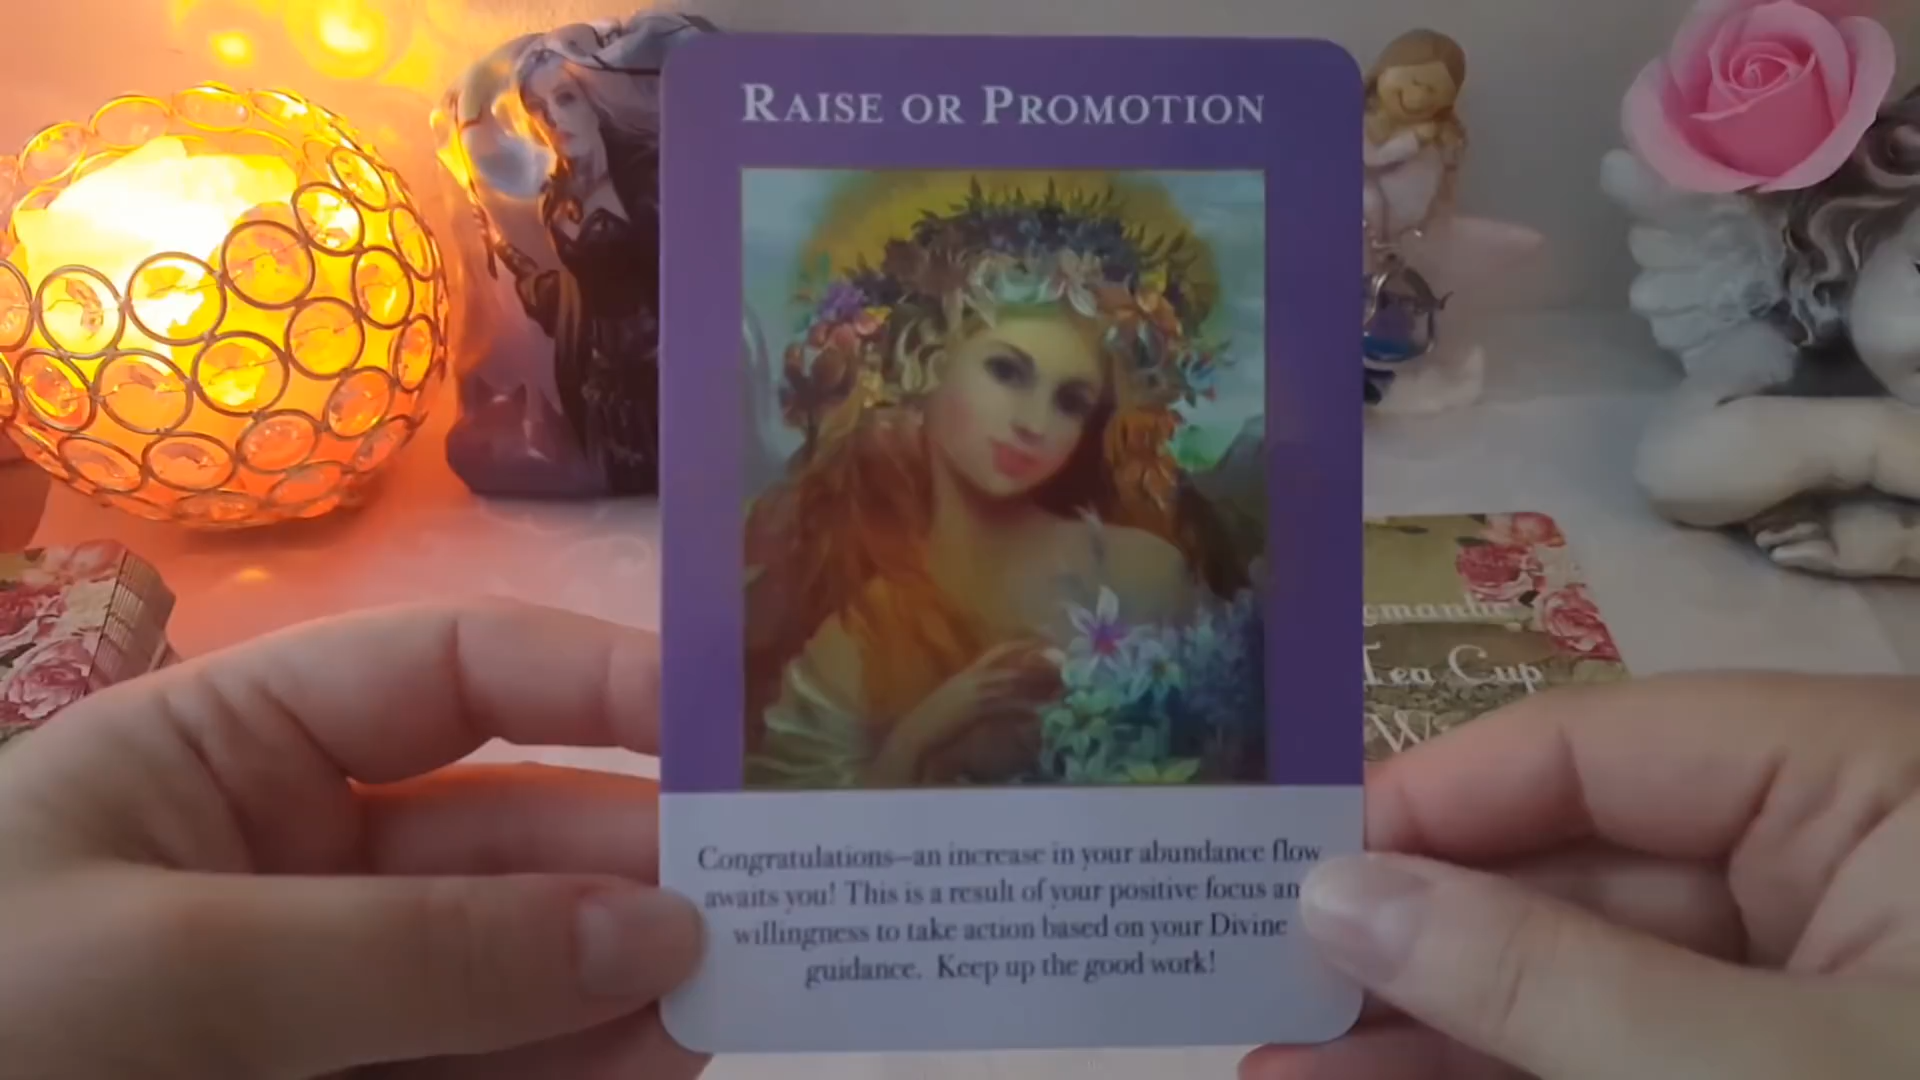 RAISE OR PROMOTION
Congratulations—an increase in your abundance flow
awaits you! This is a result of your positive focus an
willingness to take action based on your Divine
guidance. Keep up the good work!
omantic
Tea Cup